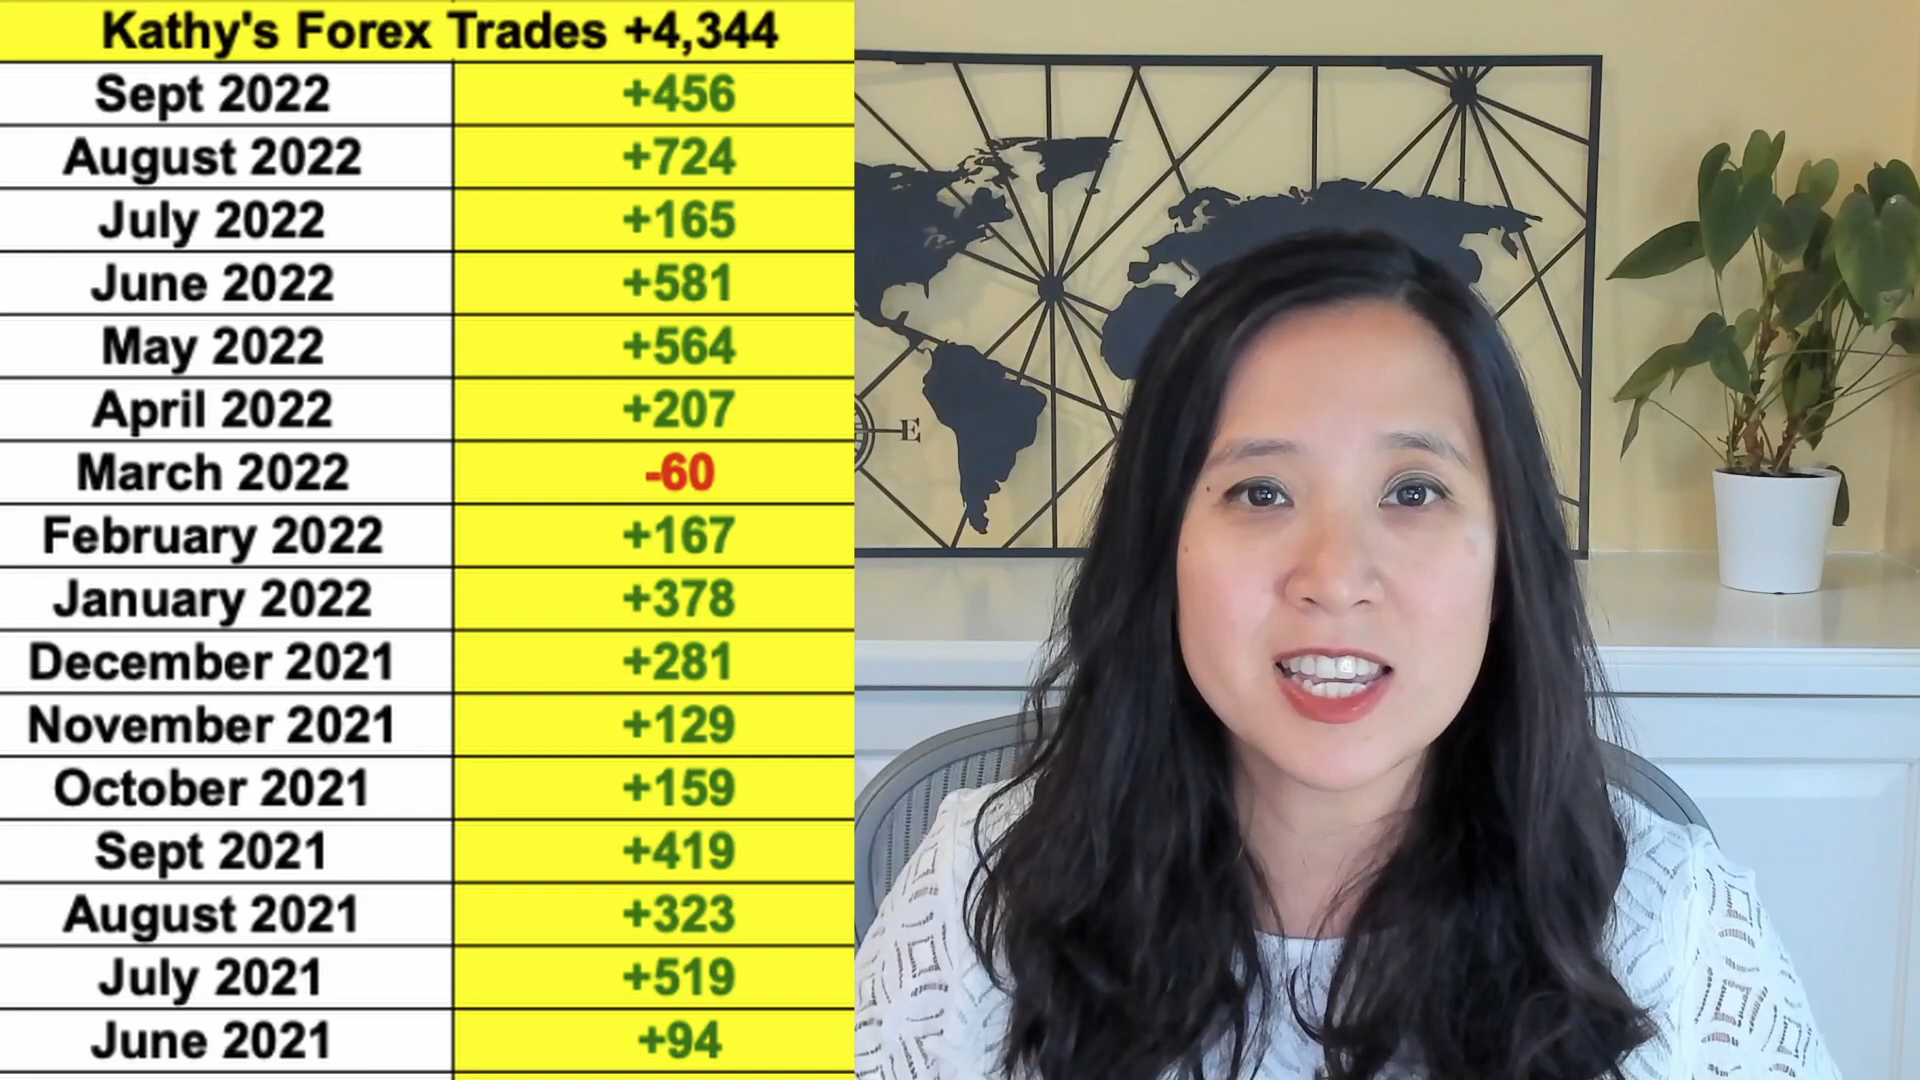 Kathy's Forex Trades +4,344
Sept 2022 +456
August 2022 +724
July 2022 +165
June 2022 +581
May 2022 +564
April 2022 +207
March 2022 -60
February 2022 +167
January 2022 +378
December 2021 +281
November 2021 +129
October 2021 +159
Sept 2021 +419
August 2021 +323
July 2021 +519
June 2021 +94
E